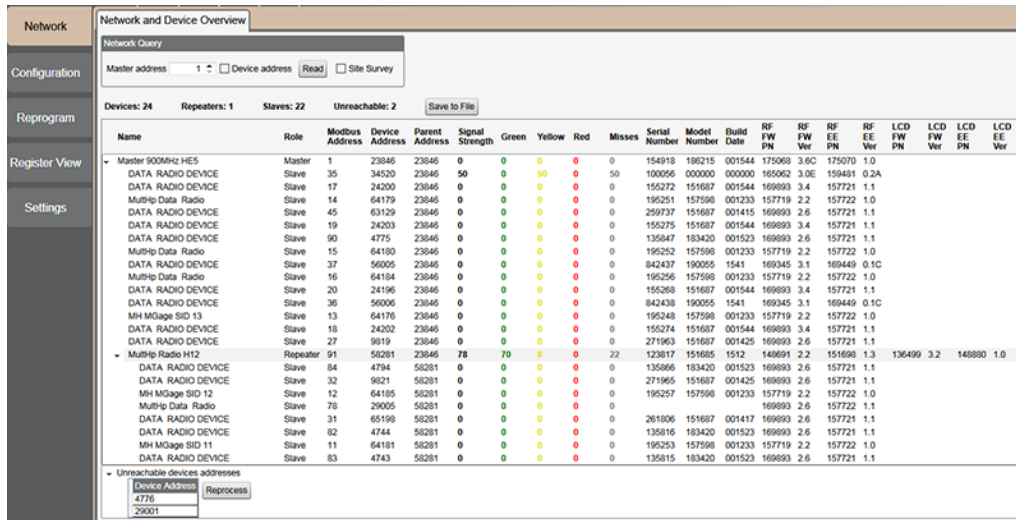 Network
Configuration
Reprogram
Register View
Settings
Network and Device Overview
Network Query
Master address 1 Device address Read Site Survey
Devices: 24 Repeaters: 1 Slaves: 22 Unreachable: 2 Save to File
Name Role Modbus Address Device Address Parent Address Signal Strength Green Yellow Red Misses Serial Number Model Number Build Date RF FW PN RF FW Ver RF EE PN RF EE Ver LCD FW PN LCD FW Ver LCD EE PN LCD EE Ver
Master 900MHz HE5 Master 1 23846 23846 0 0 0 0 0 154918 186215 001544 175068 3.6C 175070 1.0
DATA RADIO DEVICE Slave 35 34520 23846 50 0 50 0 50 100056 000000 000000 165062 3.0E 159481 0.2A
DATA RADIO DEVICE Slave 17 24200 23846 0 0 0 0 0 155272 151687 001544 169893 3.4 157721 1.1
MultHp Data Radio Slave 14 64179 23846 0 0 0 0 0 195251 157598 001233 157719 2.2 157722 1.0
DATA RADIO DEVICE Slave 45 63129 23846 0 0 0 0 0 259737 151687 001415 169893 2.6 157721 1.1
DATA RADIO DEVICE Slave 19 24203 23846 0 0 0 0 0 155275 151687 001544 169893 3.4 157721 1.1
DATA RADIO DEVICE Slave 90 4775 23846 0 0 0 0 0 135847 183420 001523 169893 2.6 157721 1.1
MultHp Data Radio Slave 15 64180 23846 0 0 0 0 0 195252 157598 001233 157719 2.2 157722 1.0
DATA RADIO DEVICE Slave 37 56005 23846 0 0 0 0 0 842437 190055 1541 169345 3.1 169449 0.1C
MultHp Data Radio Slave 16 64184 23846 0 0 0 0 0 195256 157598 001233 157719 2.2 157722 1.0
DATA RADIO DEVICE Slave 20 24196 23846 0 0 0 0 0 155268 151687 001544 169893 3.4 157721 1.1
DATA RADIO DEVICE Slave 36 56006 23846 0 0 0 0 0 842438 190055 1541 169345 3.1 169449 0.1C
MH MGage SID 13 Slave 13 64176 23846 0 0 0 0 0 195248 157598 001233 157719 2.2 157722 1.0
DATA RADIO DEVICE Slave 18 24202 23846 0 0 0 0 0 155274 151687 001544 169893 3.4 157721 1.1
DATA RADIO DEVICE Slave 27 9819 23846 0 0 0 0 0 271963 151687 001425 169893 2.6 157721 1.1
MultHp Radio H12 Repeater 91 58281 23846 78 70 8 0 22 123817 151685 1512 148691 2.2 151698 1.3 136499 3.2 148880 1.0
DATA RADIO DEVICE Slave 84 4794 58281 0 0 0 0 0 135866 183420 001523 169893 2.6 157721 1.1
DATA RADIO DEVICE Slave 32 9821 58281 0 0 0 0 0 271965 151687 001425 169893 2.6 157721 1.1
MH MGage SID 12 Slave 12 64185 58281 0 0 0 0 0 195257 157598 001233 157719 2.2 157722 1.0
MultHp Data Radio Slave 78 29005 58281 0 0 0 0 0 169893 2.6 157722 1.1
DATA RADIO DEVICE Slave 31 65198 58281 0 0 0 0 0 261806 151687 001417 169893 2.6 157721 1.1
DATA RADIO DEVICE Slave 82 4744 58281 0 0 0 0 0 135816 183420 001523 169893 2.6 157721 1.1
MH MGage SID 11 Slave 11 64181 58281 0 0 0 0 0 195253 157598 001233 157719 2.2 157722 1.0
DATA RADIO DEVICE Slave 83 4743 58281 0 0 0 0 0 135815 183420 001523 169893 2.6 157721 1.1
Unreachable devices addresses
Device Address Reprocess
4776
29001